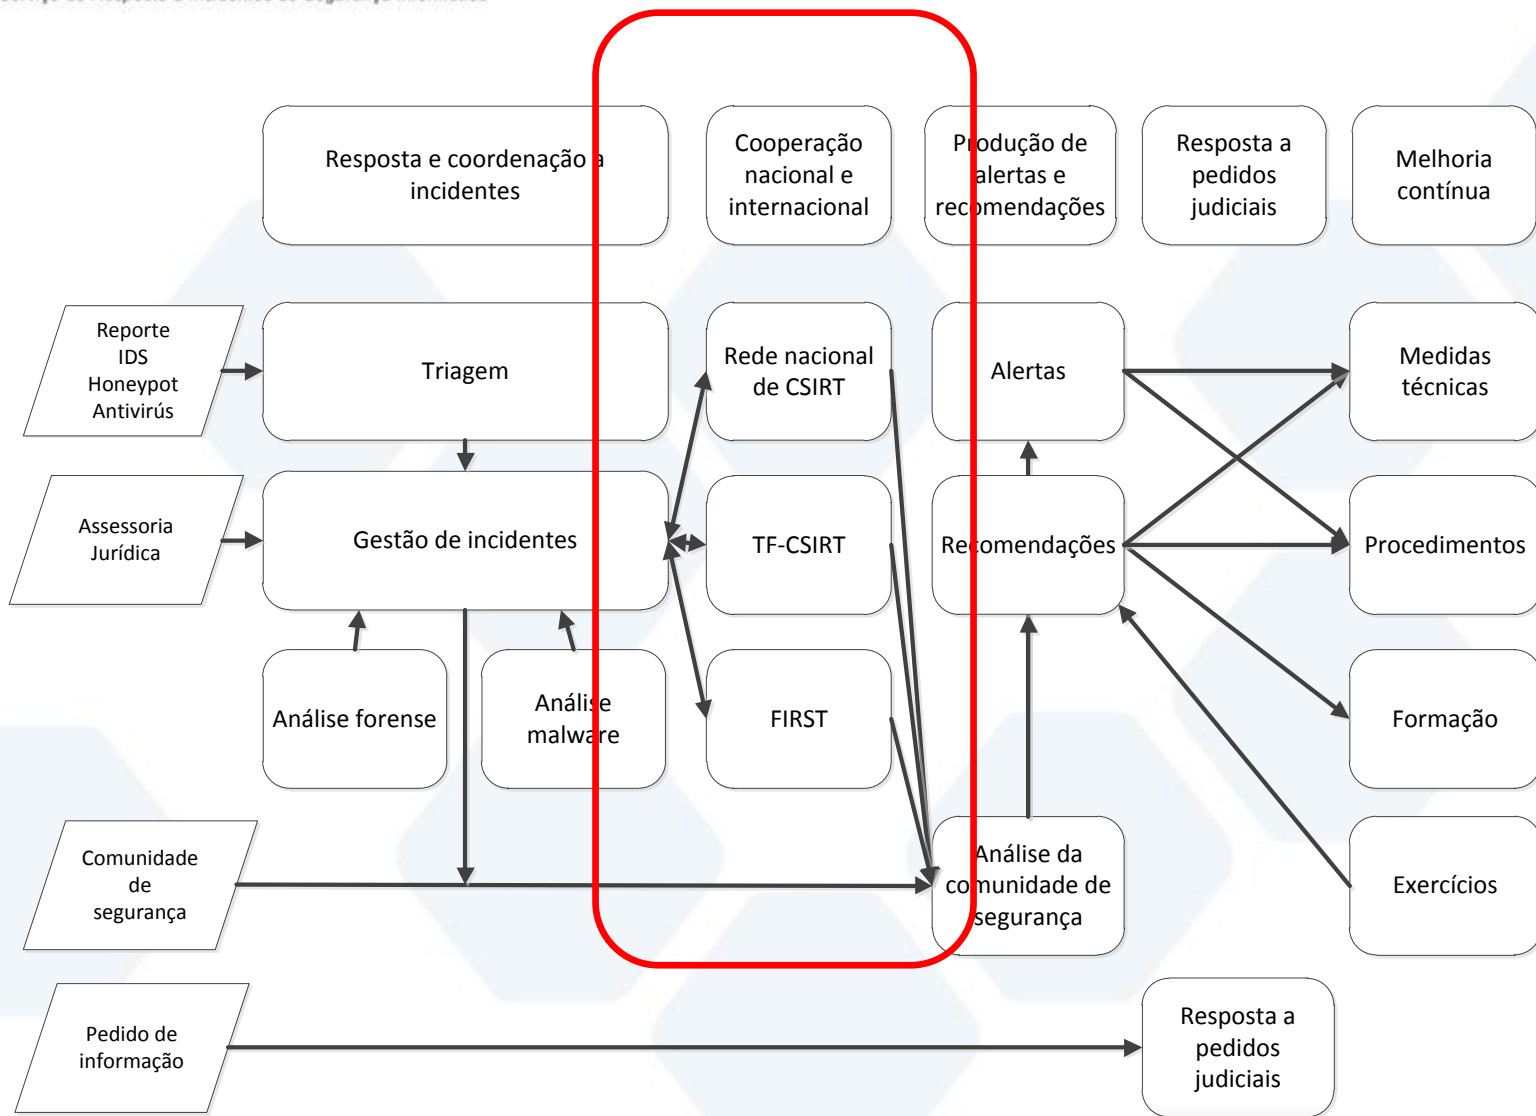 Resposta e coordenação a
incidentes
Cooperação
nacional e
internacional
Produção de
alertas e
recomendações
Resposta a
pedidos
judiciais
Melhoria
contínua
Reporte
IDS
Honeypot
Antivirús
Triagem
Rede nacional
de CSIRT
Alertas
Medidas
técnicas
Assessoria
Jurídica
Gestão de incidentes
TF-CSIRT
Recomendações
Procedimentos
Análise forense
Análise
malware
FIRST
Formação
Comunidade
de
segurança
Análise da
comunidade de
segurança
Exercícios
Pedido de
informação
Resposta a
pedidos
judiciais